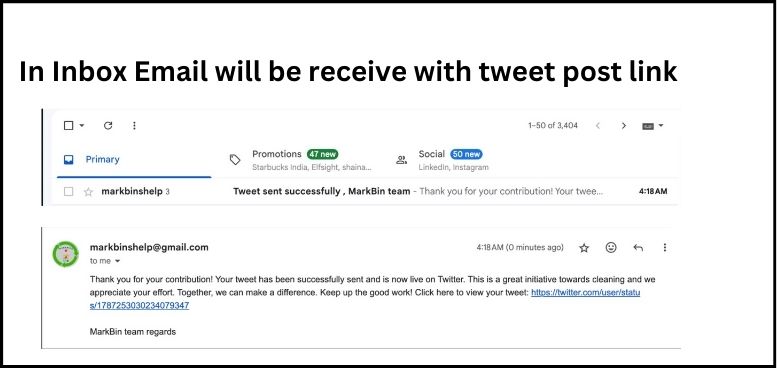 In Inbox Email will be receive with tweet post link
1–50 of 3,404
Primary
Promotions 47 new
Starbucks India, Elfsight, shaina...
Social 50 new
LinkedIn, Instagram
markbinshelp 3 Tweet sent successfully , MarkBin team - Thank you for your contribution! Your twee... 4:18 AM
markbinshelp@gmail.com 4:18 AM (0 minutes ago)
to me
Thank you for your contribution! Your tweet has been successfully sent and is now live on Twitter. This is a great initiative towards cleaning and we
appreciate your effort. Together, we can make a difference. Keep up the good work! Click here to view your tweet: https://twitter.com/user/statu
s/1787253030234079347
MarkBin team regards